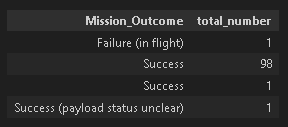 Mission_Outcome total_number
Failure (in flight) 1
Success 98
Success 1
Success (payload status unclear) 1